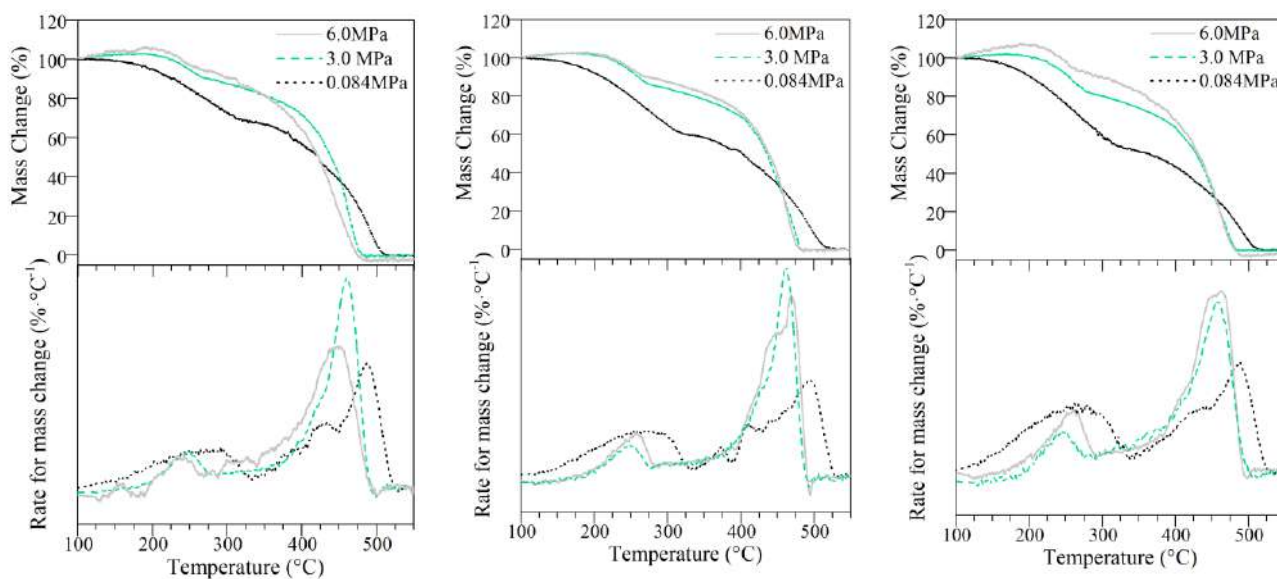 120
100
80
60
40
20
0
Mass Change (%)
6.0MPa
3.0 MPa
0.084MPa
Rate for mass change (%·°C⁻¹)
100 200 300 400 500
Temperature (°C)
120
100
80
60
40
20
0
Mass Change (%)
6.0MPa
3.0MPa
0.084MPa
Rate for mass change (%·°C⁻¹)
100 200 300 400 500
Temperature (°C)
120
100
80
60
40
20
0
Mass Change (%)
6.0MPa
3.0 MPa
0.084MPa
Rate for mass change (%·°C⁻¹)
100 200 300 400 500
Temperature (°C)